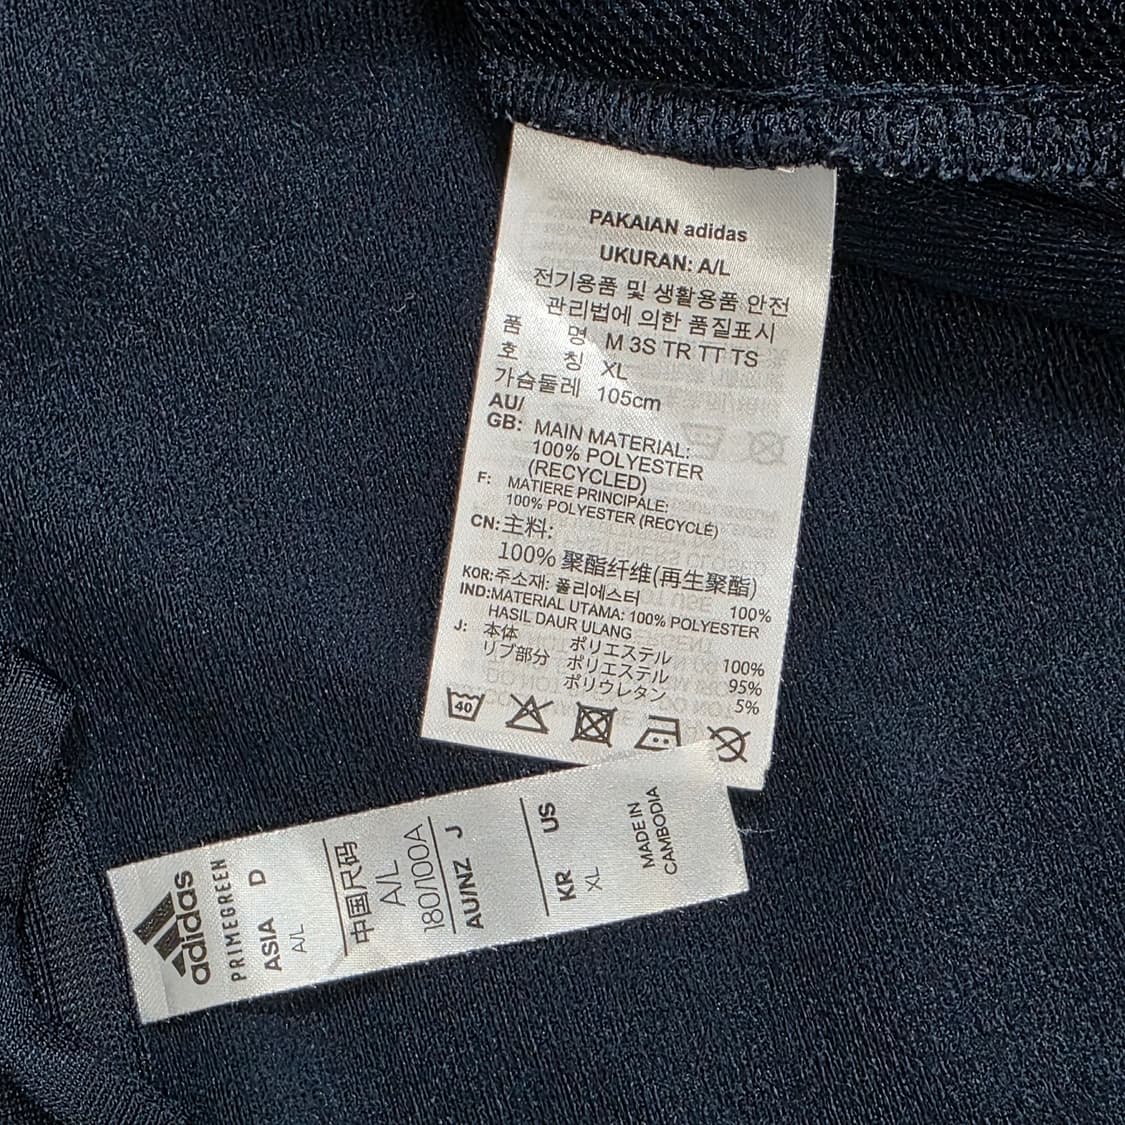 PAKAIAN adidas
UKURAN: A/L
전기용품 및 생활용품 안전
관리법에 의한 품질표시
품 명 M 3S TR TT TS
호 칭 XL
가슴둘레 105cm
AU/
GB: MAIN MATERIAL:
100% POLYESTER
(RECYCLED)
F: MATIERE PRINCIPALE:
100% POLYESTER (RECYCLÉ)
CN: 主料:
100% 聚酯纤维(再生聚酯)
KOR:주소재: 폴리에스터 100%
IND:MATERIAL UTAMA: 100% POLYESTER
HASIL DAUR ULANG
J: 本体 ポリエステル 100%
リブ部分 ポリエステル 95%
ポリウレタン 5%
40
adidas
PRIMEGREEN
ASIA D
A/L
中国尺码
A/L
180/100A
AU/NZ J
KR US
XL
MADE IN
CAMBODIA